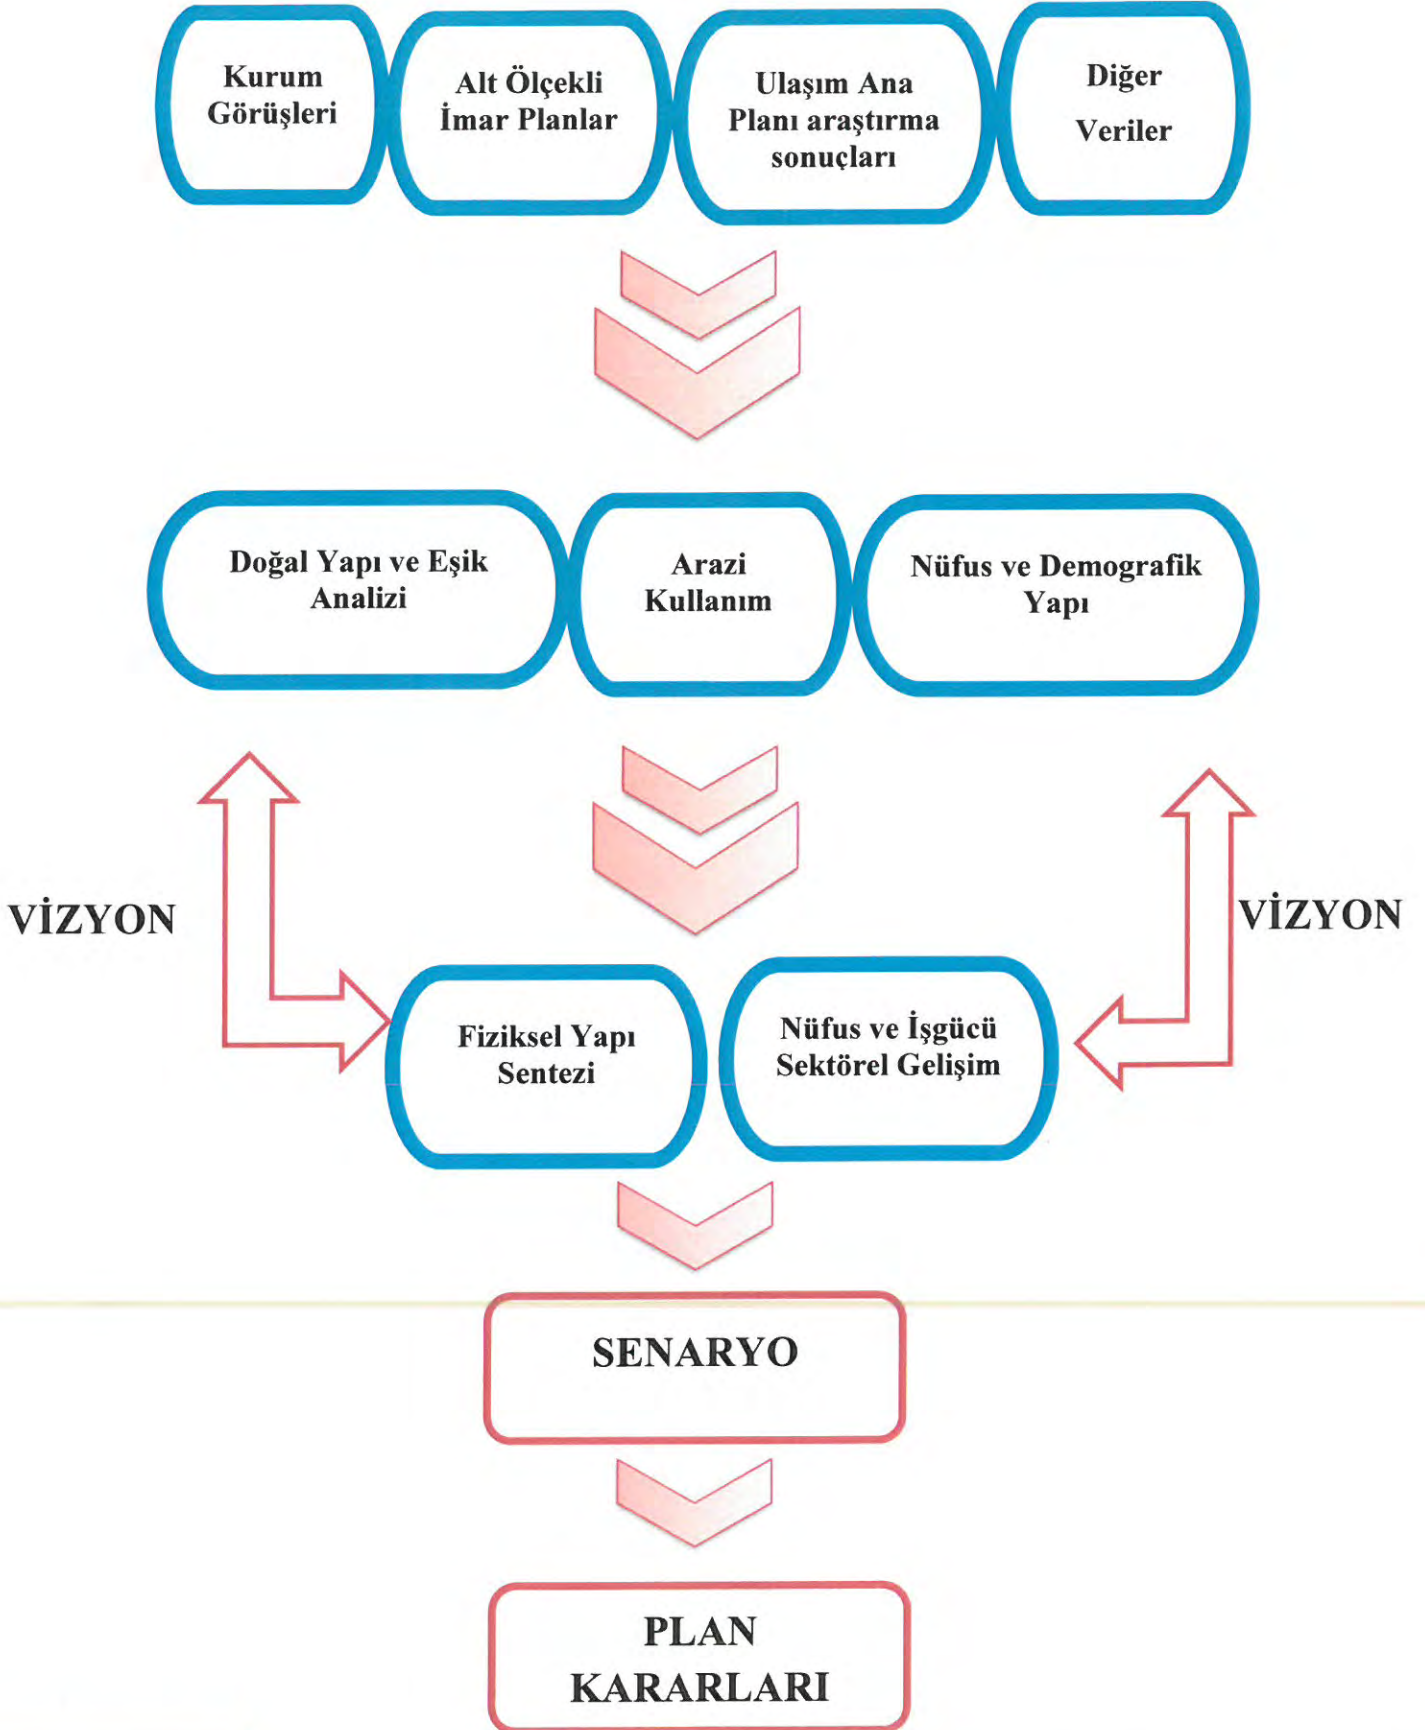 Kurum
Görüşleri
Alt Ölçekli
İmar Planlar
Ulaşım Ana
Planı araştırma
sonuçları
Diğer
Veriler
Doğal Yapı ve Eşik
Analizi
Arazi
Kullanım
Nüfus ve Demografik
Yapı
VİZYON
VİZYON
Fiziksel Yapı
Sentezi
Nüfus ve İşgücü
Sektörel Gelişim
SENARYO
PLAN
KARARLARI